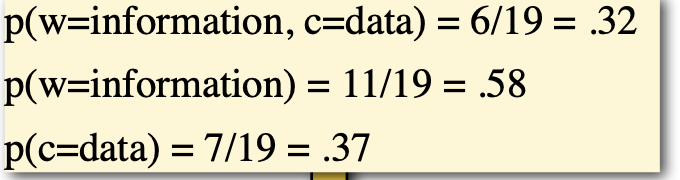 p(w=information, c=data) = 6/19 = .32
p(w=information) = 11/19 = .58
p(c=data) = 7/19 = .37